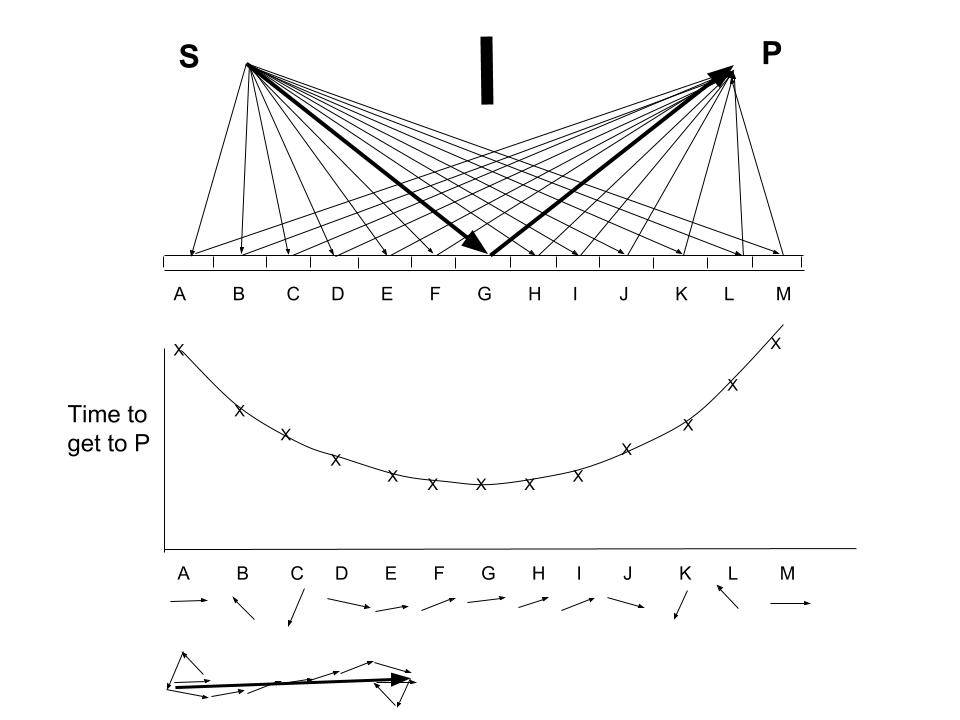 S P
A B C D E F G H I J K L M
X X X X X X X X X X X X X
Time to
get to P
A B C D E F G H I J K L M